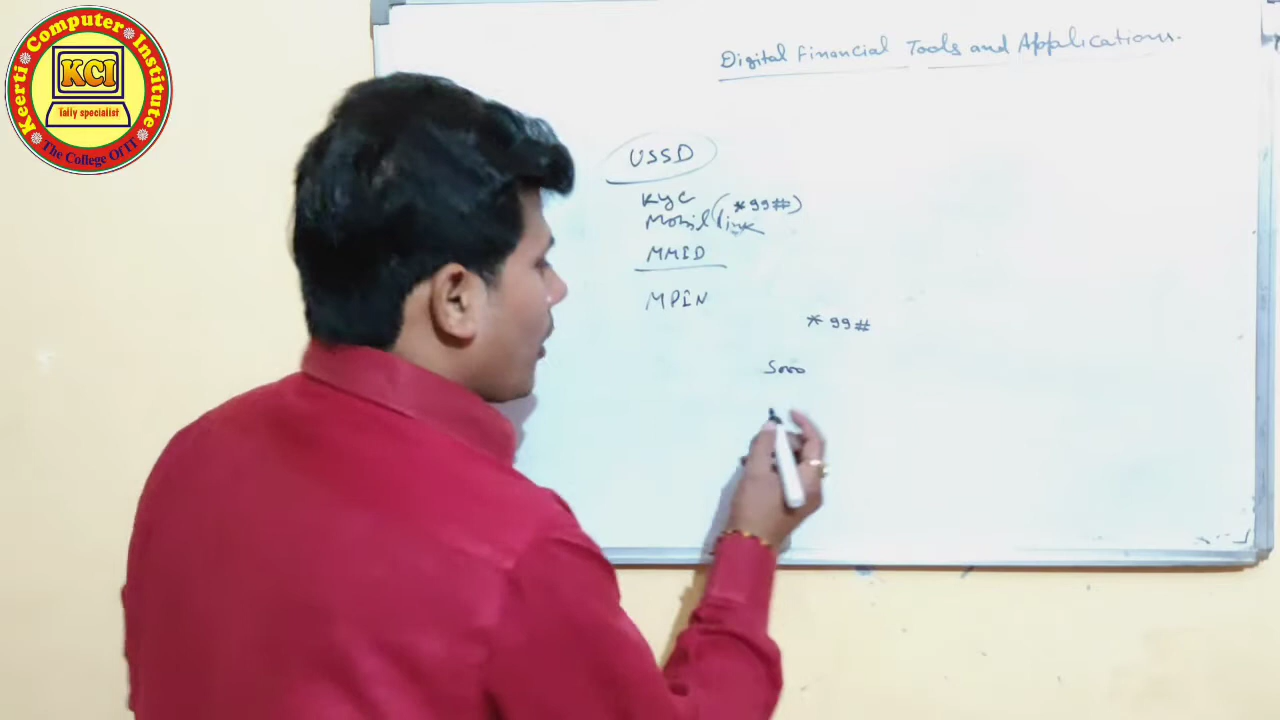 Keerti Computer Institute
KCI
Tally specialist
The College Of IT
Digital Financial Tools and Applications.
USSD
KYC
Mobil link (*99#)
MMID
MPIN
*99#
5000